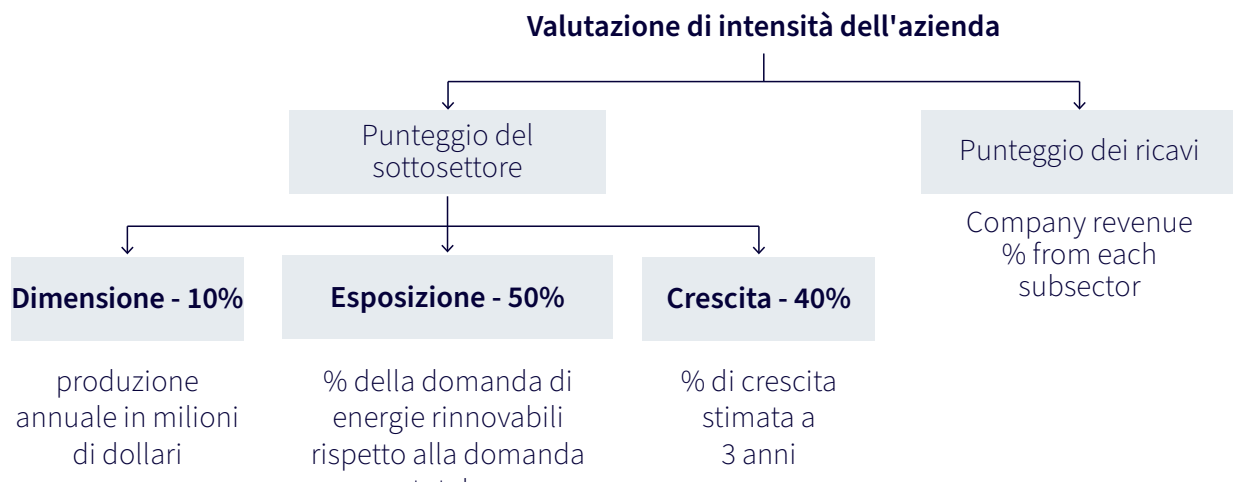 Valutazione di intensità dell'azienda
Punteggio del
sottosettore
Punteggio dei ricavi
Company revenue
% from each
subsector
Dimensione - 10%
Esposizione - 50%
Crescita - 40%
produzione
annuale in milioni
di dollari
% della domanda di
energie rinnovabili
rispetto alla domanda
% di crescita
stimata a
3 anni